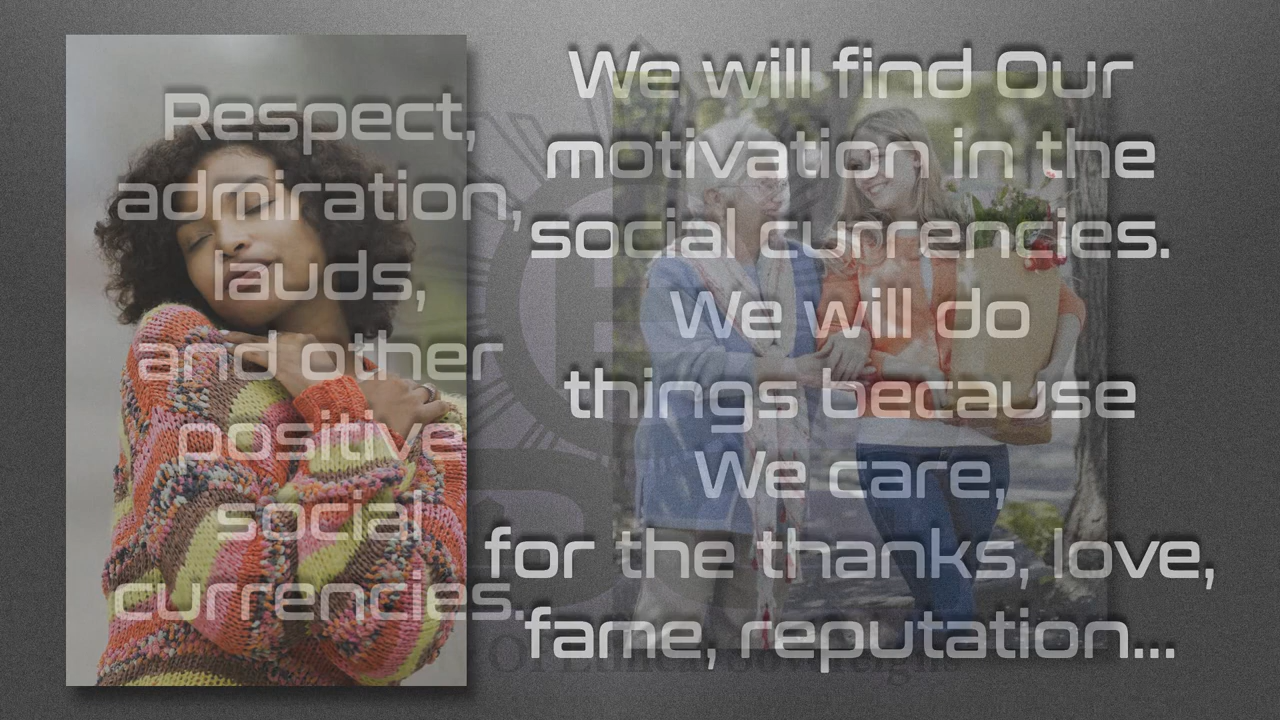 Respect,
admiration,
lauds,
and other
positive
social
currencies.
We will find Our
motivation in the
social currencies.
We will do
things because
We care,
for the thanks, love,
fame, reputation...